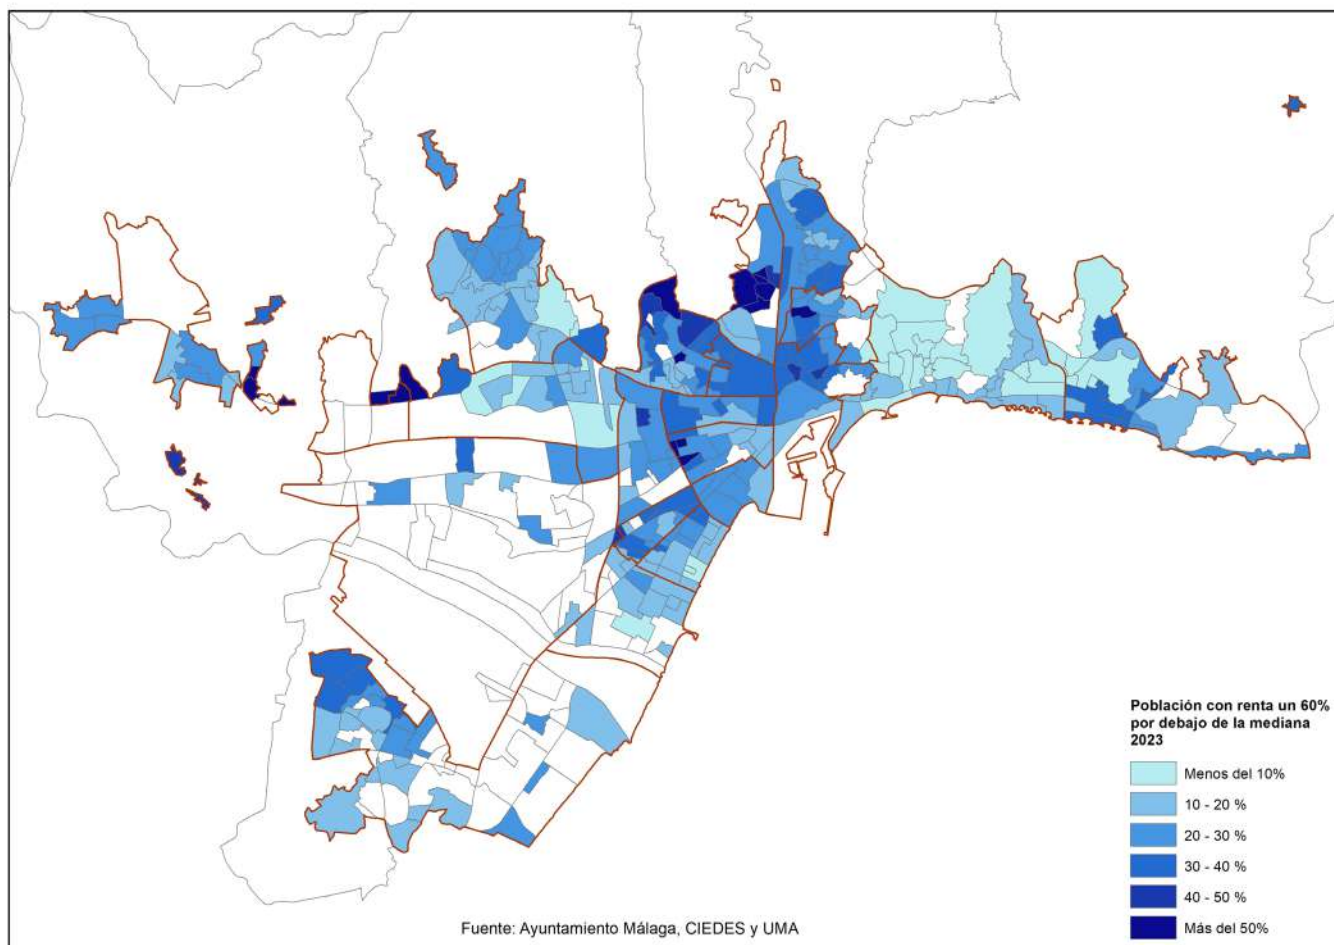 Población con renta un 60%
por debajo de la mediana
2023
Menos del 10%
10 - 20 %
20 - 30 %
30 - 40 %
40 - 50 %
Más del 50%
Fuente: Ayuntamiento Málaga, CIEDES y UMA